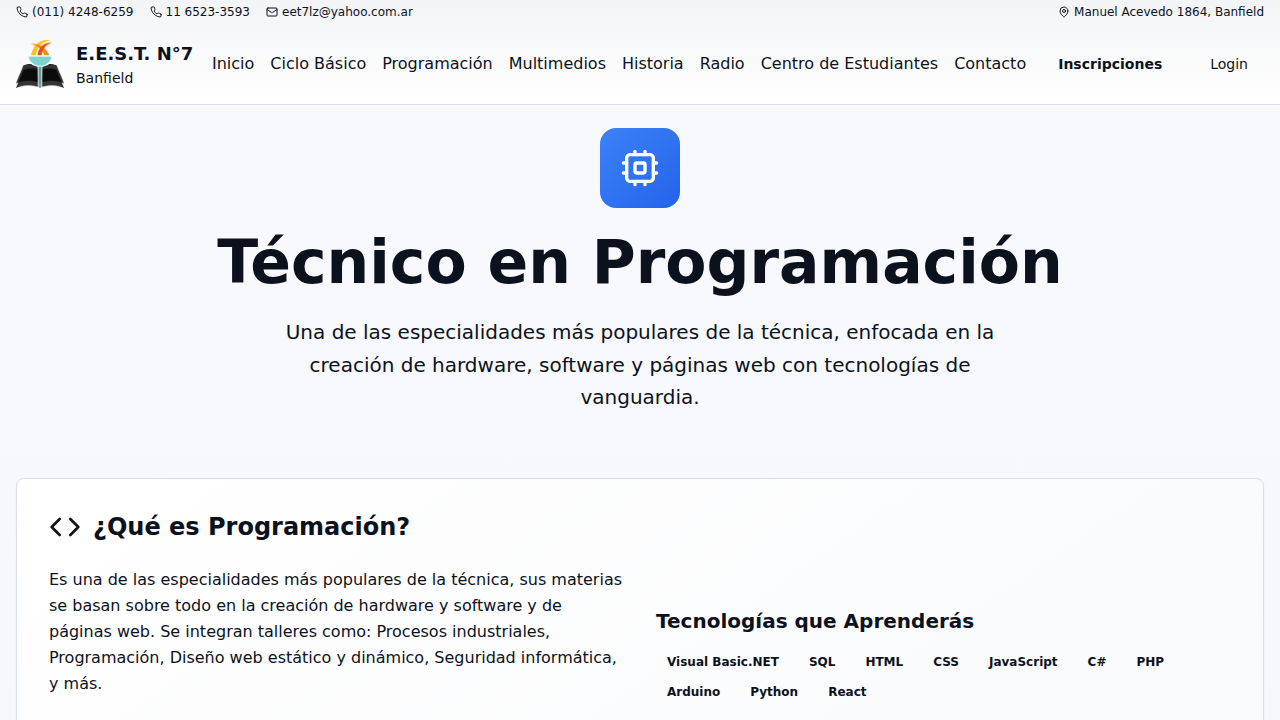 (011) 4248-6259 11 6523-3593 eet7lz@yahoo.com.ar Manuel Acevedo 1864, Banfield
E.E.S.T. N°7
Banfield
Inicio Ciclo Básico Programación Multimedios Historia Radio Centro de Estudiantes Contacto Inscripciones Login
Técnico en Programación
Una de las especialidades más populares de la técnica, enfocada en la
creación de hardware, software y páginas web con tecnologías de
vanguardia.
¿Qué es Programación?
Es una de las especialidades más populares de la técnica, sus materias
se basan sobre todo en la creación de hardware y software y de
páginas web. Se integran talleres como: Procesos industriales,
Programación, Diseño web estático y dinámico, Seguridad informática,
y más.
Tecnologías que Aprenderás
Visual Basic.NET SQL HTML CSS JavaScript C# PHP
Arduino Python React